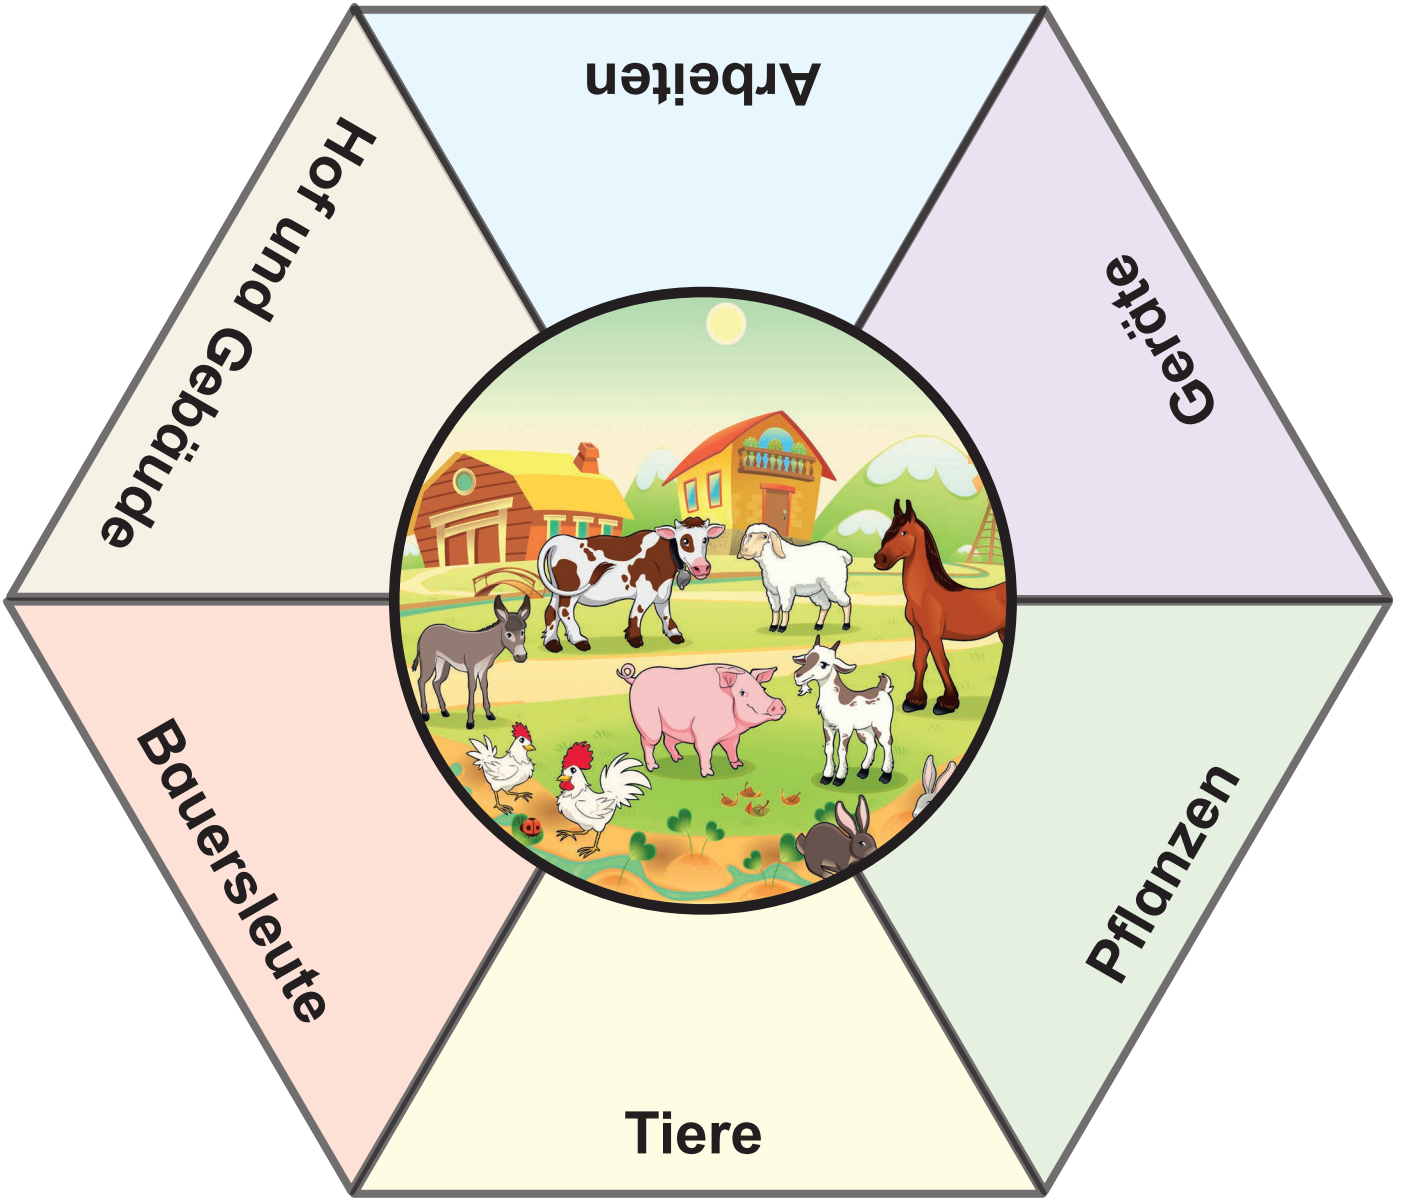 Arbeiten
Geräte
Pflanzen
Tiere
Bauersleute
Hof und Gebäude